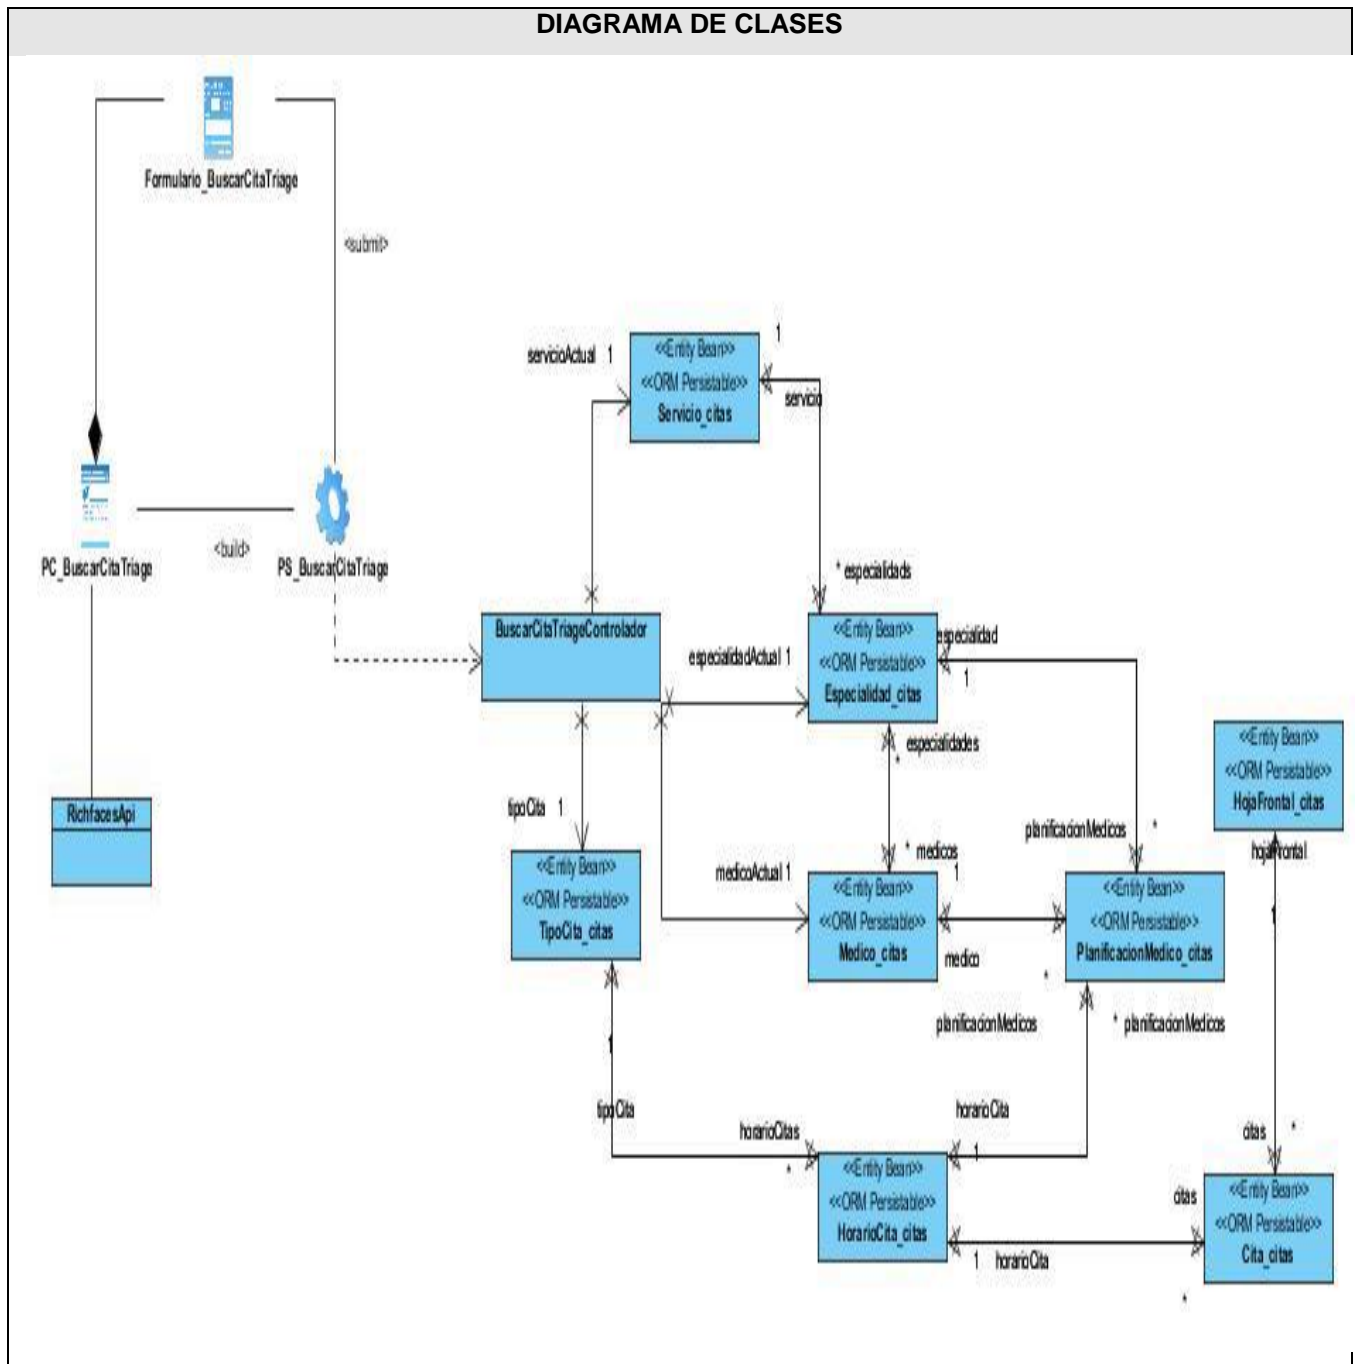 DIAGRAMA DE CLASES
Formulario_BuscarCitaTriage
<submit>
servicioActual 1
<<Entity Bean>>
<<ORM Persistable>>
Servicio_citas
1
servicio
<build>
PC_BuscarCitaTriage
PS_BuscarCitaTriage
* especialidads
BuscarCitaTriageControlador
especialidadActual 1
<<Entity Bean>>
<<ORM Persistable>>
Especialidad_citas
especialidad
1
* especialidades
<<Entity Bean>>
<<ORM Persistable>>
HojaFrontal_citas
hojaFrontal
1
RichfacesApi
tipoCita 1
<<Entity Bean>>
<<ORM Persistable>>
TipoCita_citas
medicoActual 1
* medicos
<<Entity Bean>>
<<ORM Persistable>>
Medico_citas
1
medico
planificacionMedicos *
<<Entity Bean>>
<<ORM Persistable>>
PlanificacionMedico_citas
*
planificacionMedicos
* planificacionMedicos
1
tipoCita
horarioCitas
*
horarioCita
1
<<Entity Bean>>
<<ORM Persistable>>
HorarioCita_citas
1 horarioCita
citas *
citas
<<Entity Bean>>
<<ORM Persistable>>
Cita_citas
*